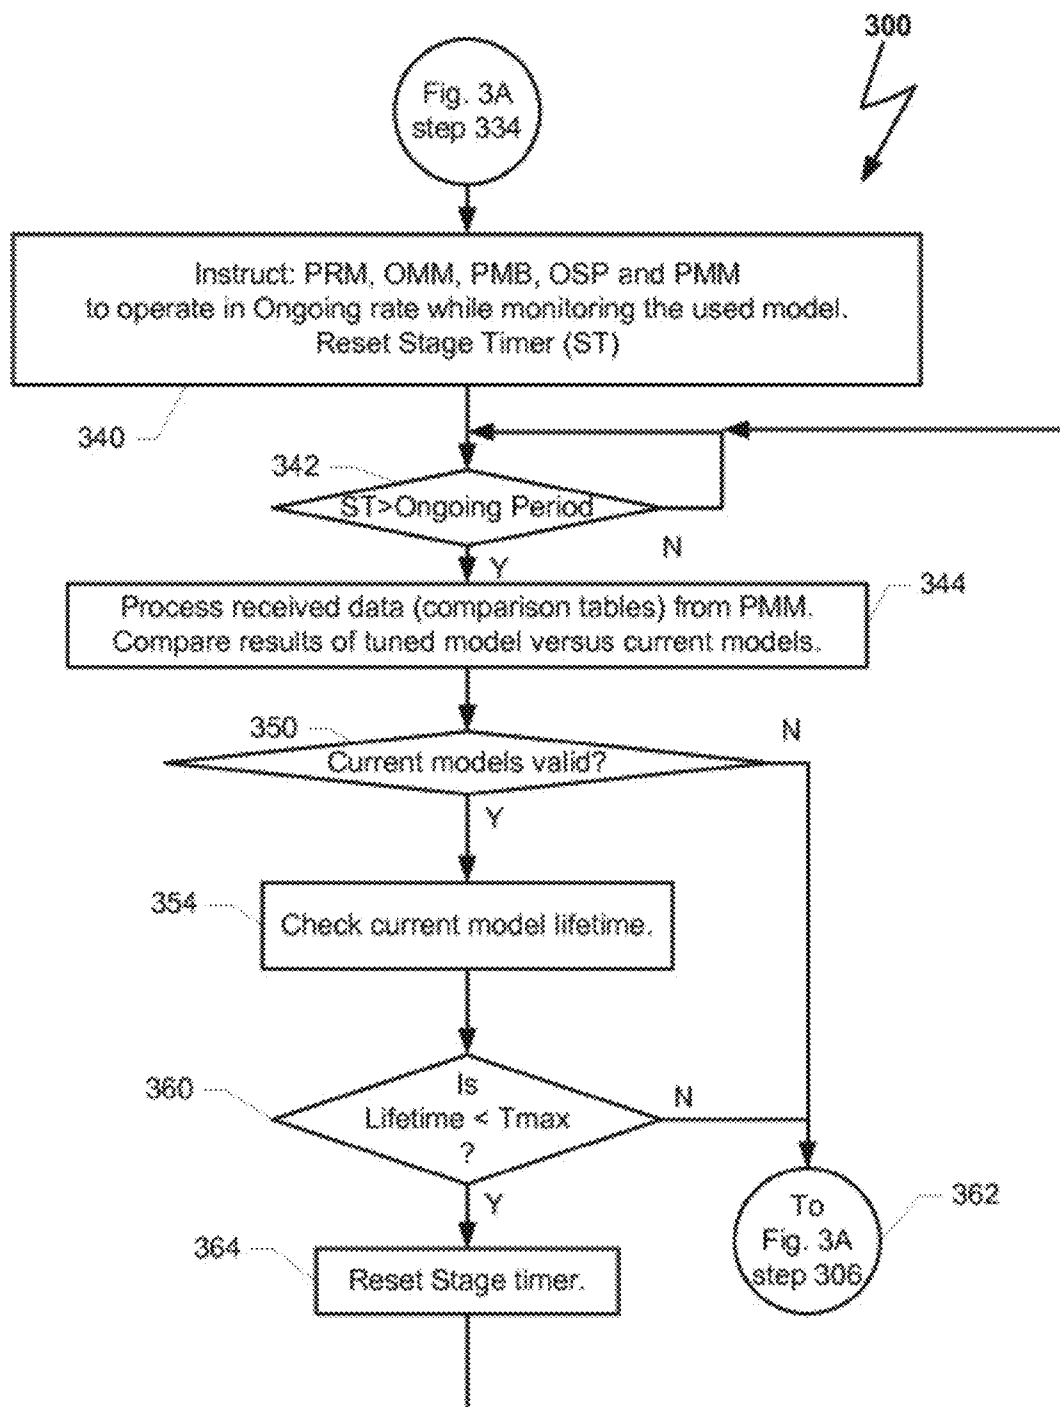 300
Fig. 3A
step 334
Instruct: PRM, OMM, PMB, OSP and PMM
to operate in Ongoing rate while monitoring the used model.
Reset Stage Timer (ST)
340
342
ST>Ongoing Period
N
Y
344
Process received data (comparison tables) from PMM.
Compare results of tuned model versus current models.
350
N
Current models valid?
Y
354
Check current model lifetime.
360
Is
Lifetime < Tmax
?
N
Y
362
To
Fig. 3A
step 306
364
Reset Stage timer.